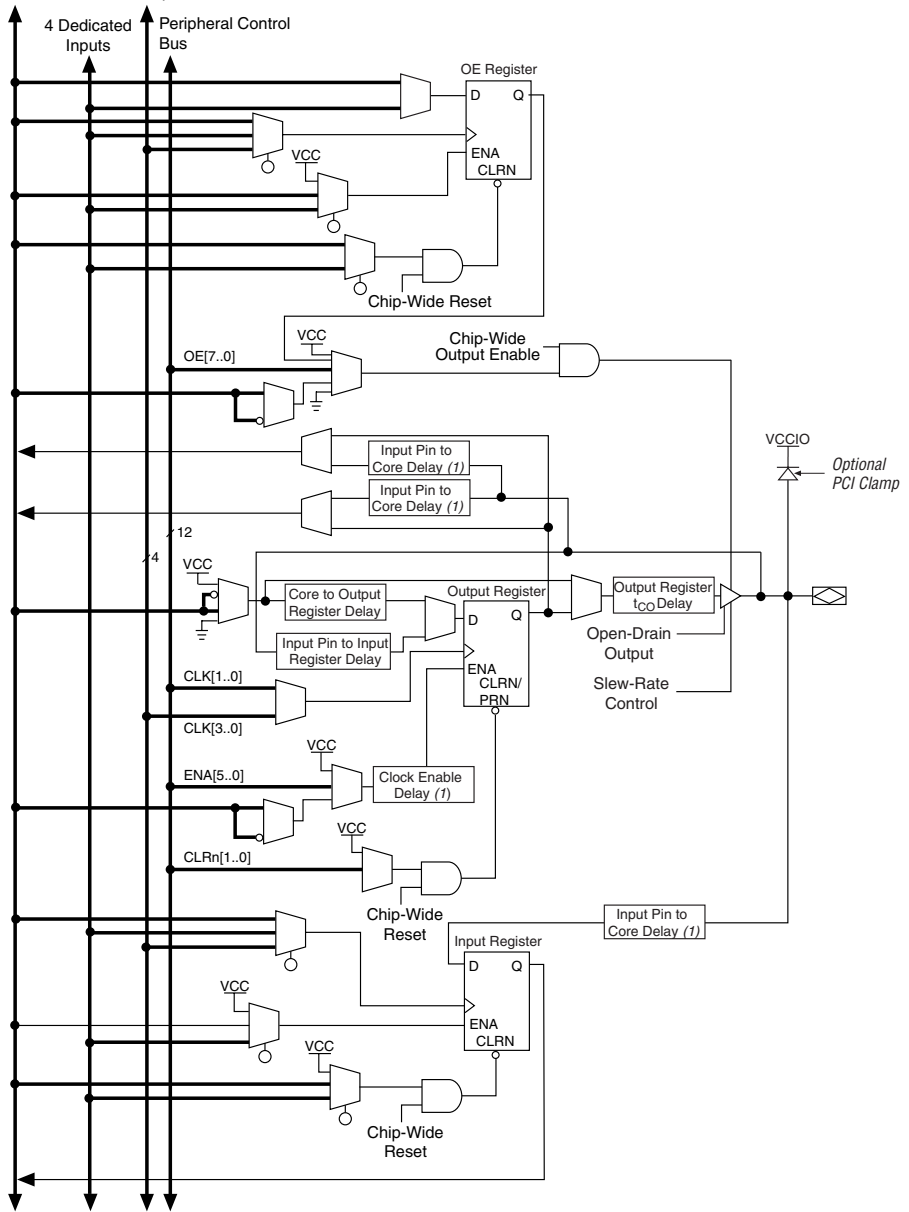 4 Dedicated
Inputs
Peripheral Control
Bus
OE Register
D Q
ENA
CLRN
VCC
Chip-Wide Reset
VCC
OE[7..0]
Chip-Wide
Output Enable
Input Pin to
Core Delay (1)
Input Pin to
Core Delay (1)
VCCIO
Optional
PCI Clamp
12
4
VCC
Core to Output
Register Delay
Input Pin to Input
Register Delay
Output Register
D Q
ENA
CLRN/
PRN
Output Register
tCO Delay
Open-Drain
Output
Slew-Rate
Control
CLK[1..0]
CLK[3..0]
VCC
ENA[5..0]
Clock Enable
Delay (1)
VCC
CLRn[1..0]
Chip-Wide
Reset
Input Pin to
Core Delay (1)
Input Register
D Q
ENA
CLRN
VCC
VCC
Chip-Wide
Reset